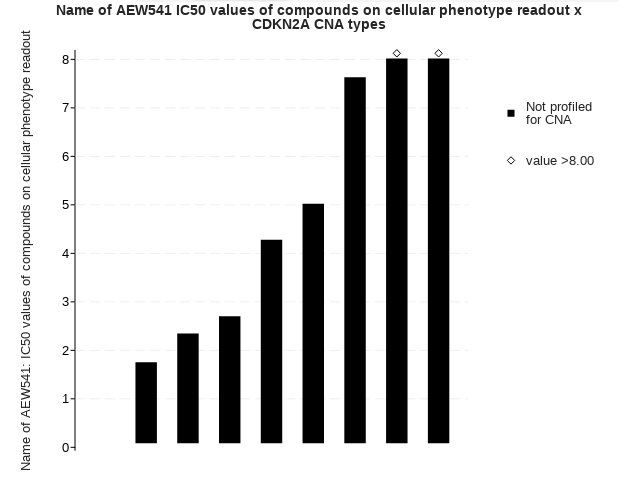 Name of AEW541 IC50 values of compounds on cellular phenotype readout x
CDKN2A CNA types
Name of AEW541: IC50 values of compounds on cellular phenotype readout
8
7
6
5
4
3
2
1
0
Not profiled
for CNA
value >8.00